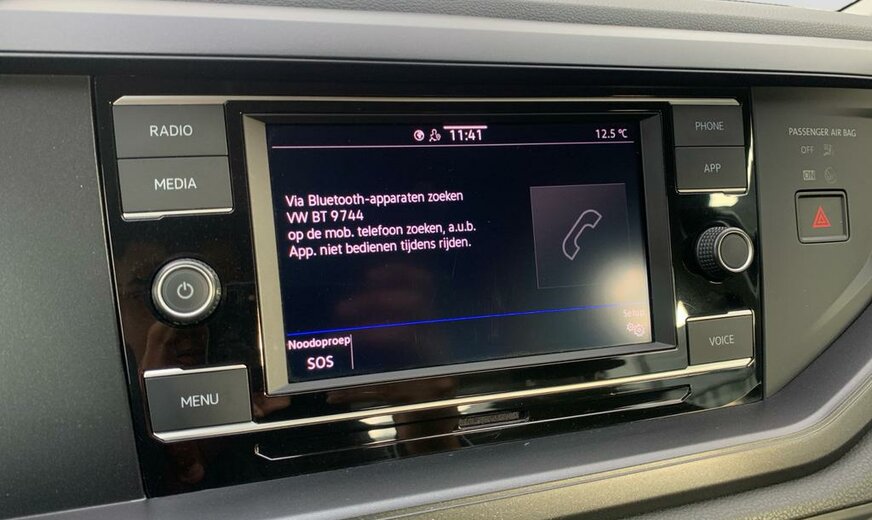 RADIO
MEDIA
MENU
11:41
12.5 °C
Via Bluetooth-apparaten zoeken
VW BT 9744
op de mob. telefoon zoeken, a.u.b.
App. niet bedienen tijdens rijden.
Noodoproep
SOS
Setup
PHONE
APP
VOICE
PASSENGER AIR BAG
OFF
ON